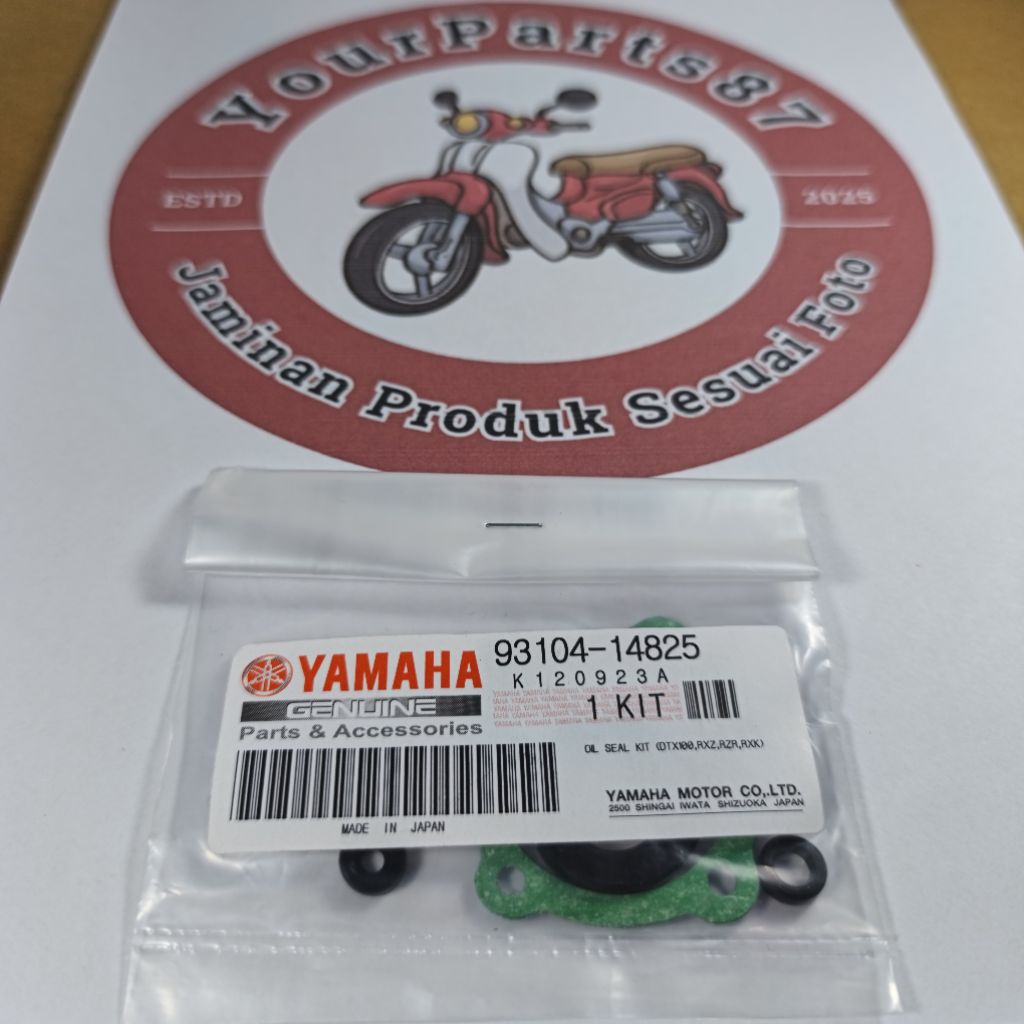 YourParts87
ESTD
2025
Jaminan Produk Sesuai Foto
YAMAHA
GENUINE
Parts & Accessories
93104-14825
K120923A
1 KIT
OIL SEAL KIT (DTX100,RXZ,RZR,RXK)
YAMAHA MOTOR CO,.LTD.
2500 SHINGAI IWATA SHIZUOKA JAPAN
MADE IN JAPAN